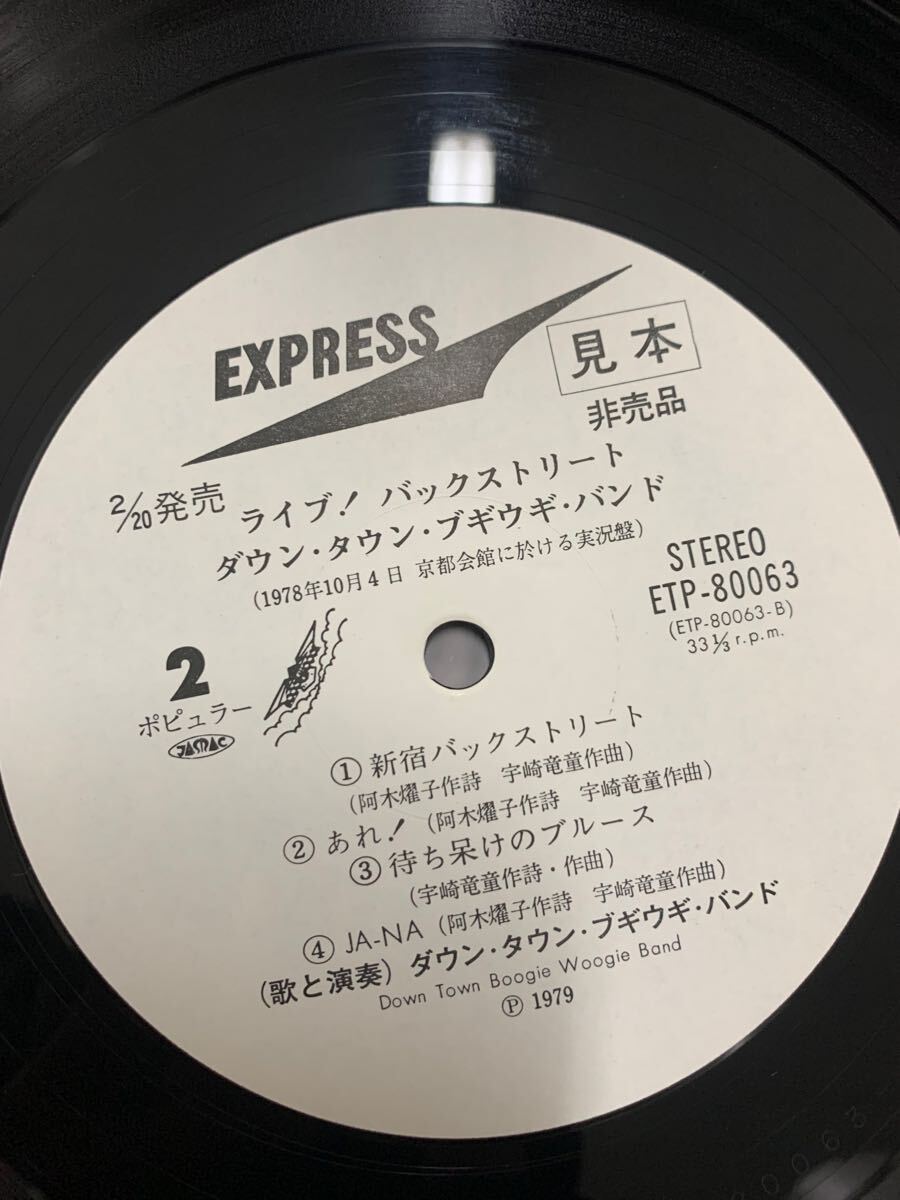 EXPRESS
見本
非売品
2/20発売
ライブ！バックストリート
ダウン・タウン・ブギウギ・バンド
(1978年10月4日 京都会館に於ける実況盤)
STEREO
ETP-80063
(ETP-80063-B)
33 1/3 r.p.m.
2
ポピュラー
JASRAC
① 新宿バックストリート
(阿木燿子作詩 宇崎竜童作曲)
② あれ！(阿木燿子作詩 宇崎竜童作曲)
③ 待ち呆けのブルース
(宇崎竜童作詩・作曲)
④ JA-NA (阿木燿子作詩 宇崎竜童作曲)
(歌と演奏) ダウン・タウン・ブギウギ・バンド
Down Town Boogie Woogie Band
Ⓟ 1979
0063